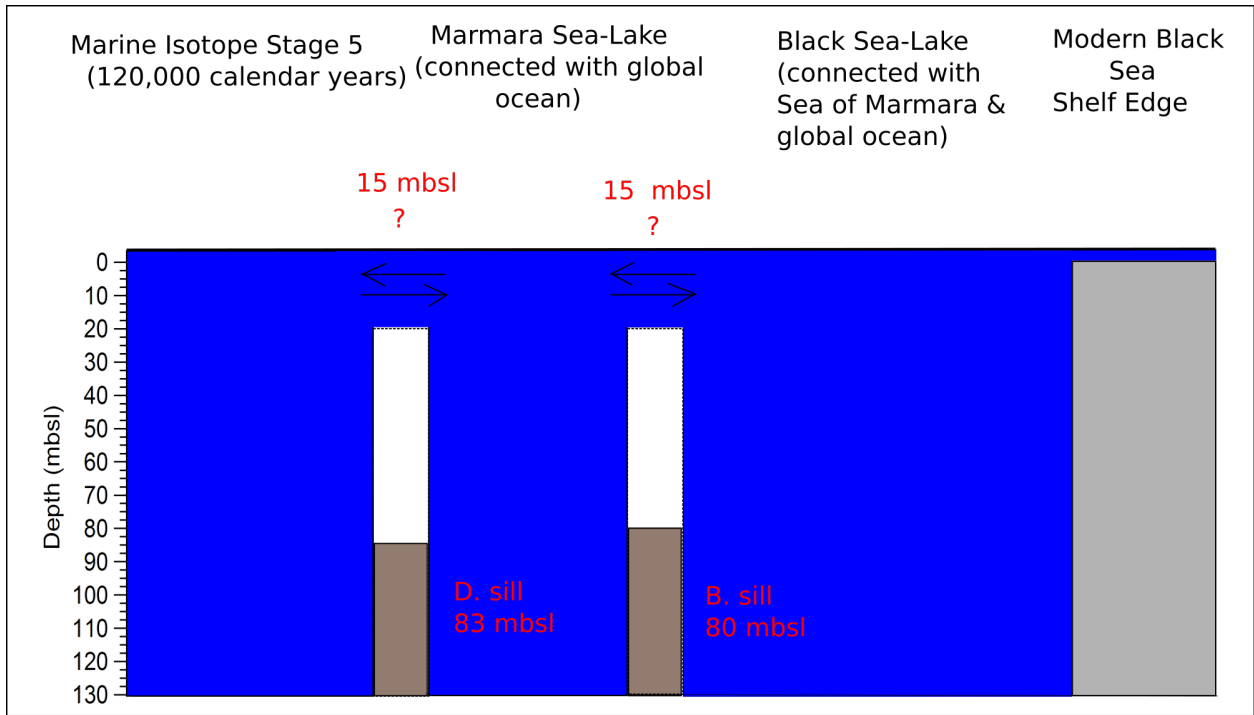 Marine Isotope Stage 5
(120,000 calendar years)
Marmara Sea-Lake
(connected with global
ocean)
Black Sea-Lake
(connected with
Sea of Marmara &
global ocean)
Modern Black
Sea
Shelf Edge
15 mbsl
?
15 mbsl
?
Depth (mbsl)
0
10
20
30
40
50
60
70
80
90
100
110
120
130
D. sill
83 mbsl
B. sill
80 mbsl